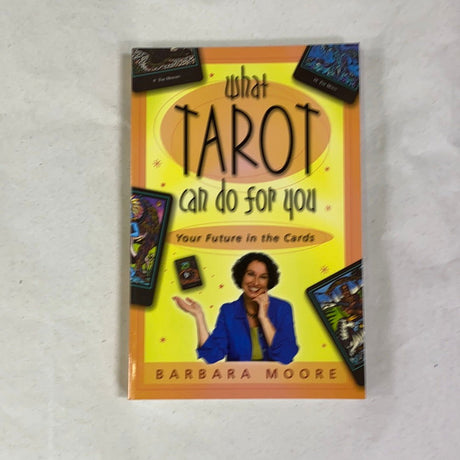 what
TAROT
can do for you
Your Future in the Cards
BARBARA MOORE